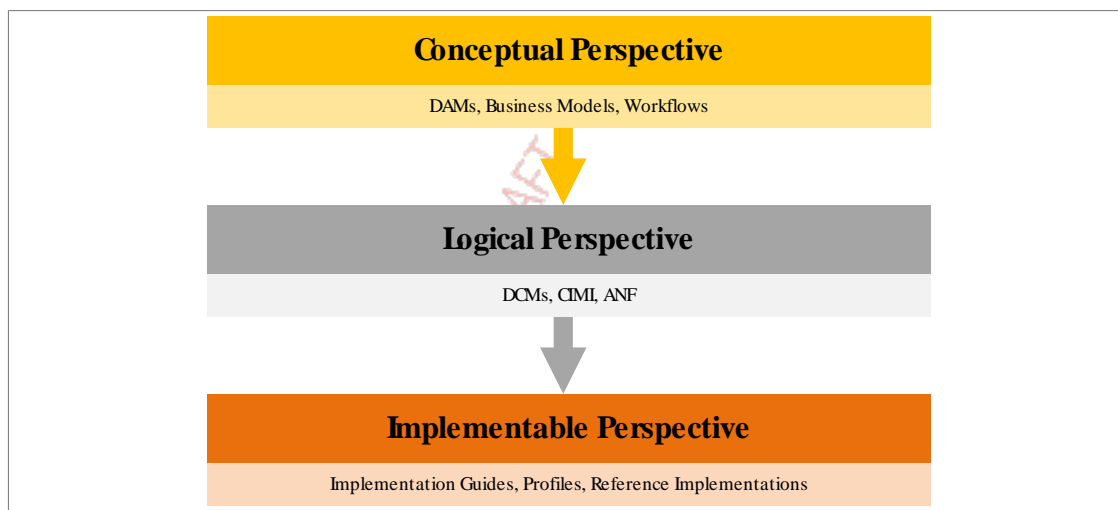 Conceptual Perspective
DAMs, Business Models, Workflows
Logical Perspective
DCMs, CIMI, ANF
Implementable Perspective
Implementation Guides, Profiles, Reference Implementations